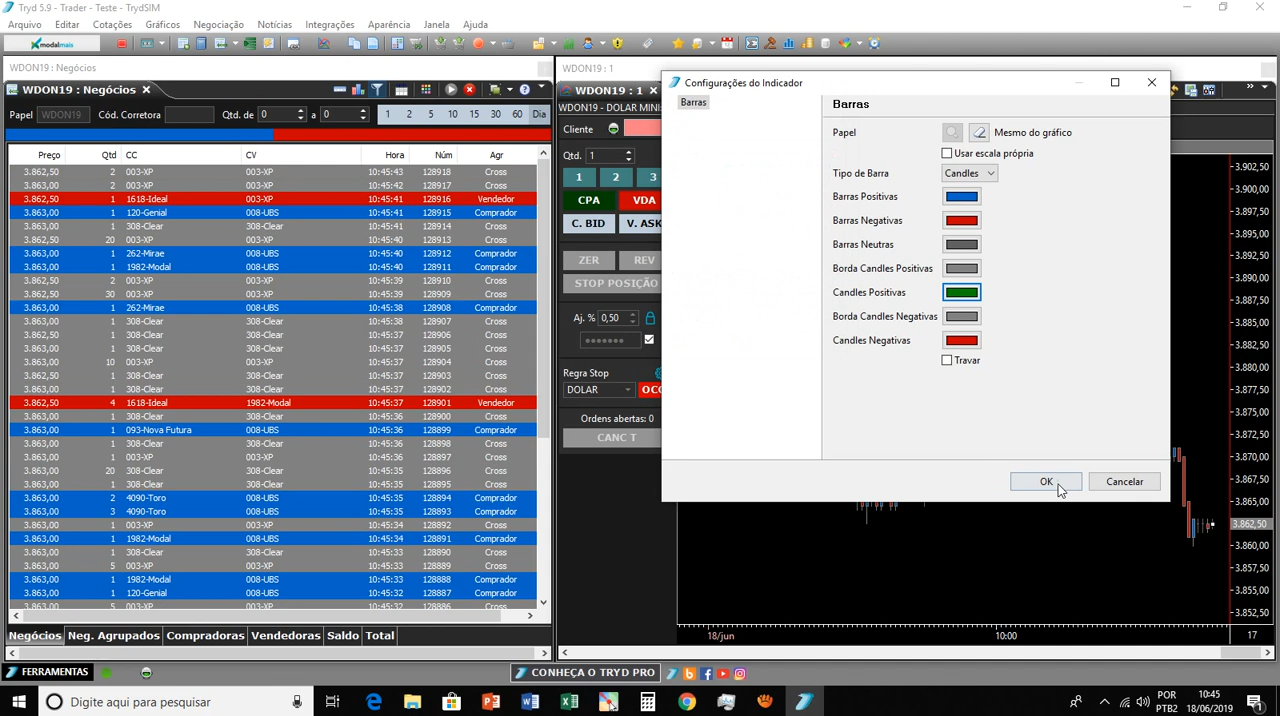 Tryd 5.9 - Trader - Teste - TrydSIM
Arquivo Editar Cotações Gráficos Negociação Notícias Integrações Aparência Janela Ajuda
modalmais
WDON19 : Negócios
WDON19 : Negócios
Papel WDON19 Cód. Corretora Qtd. de 0 a 0 1 2 5 10 15 30 60 Dia
Preço Qtd CC CV Hora Núm Agr
3.862,50 2 003-XP 003-XP 10:45:43 128918 Cross
3.862,50 2 003-XP 003-XP 10:45:42 128917 Cross
3.862,50 1 1618-Ideal 003-XP 10:45:41 128916 Vendedor
3.863,00 1 120-Genial 008-UBS 10:45:41 128915 Comprador
3.863,00 1 308-Clear 308-Clear 10:45:41 128914 Cross
3.862,50 20 308-Clear 003-XP 10:45:40 128913 Cross
3.863,00 1 262-Mirae 008-UBS 10:45:40 128912 Comprador
3.863,00 1 1982-Modal 008-UBS 10:45:40 128911 Comprador
3.862,50 2 003-XP 003-XP 10:45:39 128910 Cross
3.862,50 30 003-XP 003-XP 10:45:38 128909 Cross
3.863,00 1 262-Mirae 008-UBS 10:45:38 128908 Comprador
3.863,00 1 308-Clear 308-Clear 10:45:38 128907 Cross
3.863,00 1 308-Clear 308-Clear 10:45:37 128906 Cross
3.863,00 1 308-Clear 308-Clear 10:45:37 128905 Cross
3.862,50 10 003-XP 003-XP 10:45:38 128904 Cross
3.863,00 1 308-Clear 308-Clear 10:45:37 128903 Cross
3.863,00 1 308-Clear 308-Clear 10:45:36 128902 Cross
3.862,50 4 1618-Ideal 1982-Modal 10:45:37 128901 Vendedor
3.863,00 1 308-Clear 308-Clear 10:45:36 128900 Cross
3.863,00 1 093-Nova Futura 008-UBS 10:45:36 128899 Comprador
3.863,00 1 308-Clear 308-Clear 10:45:36 128898 Cross
3.862,50 1 003-XP 003-XP 10:45:36 128897 Cross
3.863,00 20 308-Clear 308-Clear 10:45:35 128896 Cross
3.863,00 1 308-Clear 308-Clear 10:45:35 128895 Cross
3.863,00 2 4090-Toro 008-UBS 10:45:34 128894 Comprador
3.863,00 3 4090-Toro 008-UBS 10:45:35 128893 Comprador
3.862,50 1 003-XP 003-XP 10:45:34 128892 Cross
3.863,00 1 1982-Modal 008-UBS 10:45:34 128891 Comprador
3.863,00 1 308-Clear 308-Clear 10:45:33 128890 Cross
3.862,50 5 003-XP 003-XP 10:45:33 128889 Cross
3.863,00 1 1982-Modal 008-UBS 10:45:33 128888 Comprador
3.863,00 1 120-Genial 008-UBS 10:45:32 128887 Comprador
3.863,00 5 003-XP 003-XP 10:45:33 128886 Cross
Negócios Neg. Agrupados Compradoras Vendedoras Saldo Total
WDON19 : 1
WDON19 : 1
WDON19 - DOLAR MINI
Cliente
Qtd. 1
1 2 3
CPA VDA
C. BID V. ASK
ZER REV
STOP POSIÇÃO
Aj. % 0,50
Regra Stop
DOLAR OCO
Ordens abertas: 0
CANC T
Configurações do Indicador
Barras
Barras
Papel Mesmo do gráfico
Usar escala própria
Tipo de Barra Candles
Barras Positivas
Barras Negativas
Barras Neutras
Borda Candles Positivas
Candles Positivas
Borda Candles Negativas
Candles Negativas
Travar
OK Cancelar
3.902,50
3.900,00
3.897,50
3.895,00
3.892,50
3.890,00
3.887,50
3.885,00
3.882,50
3.880,00
3.877,50
3.875,00
3.872,50
3.870,00
3.867,50
3.865,00
3.862,50
3.860,00
3.857,50
3.855,00
3.852,50
18/jun 10:00 17
FERRAMENTAS CONHEÇA O TRYD PRO
Digite aqui para pesquisar
POR
PTB2
10:45
18/06/2019